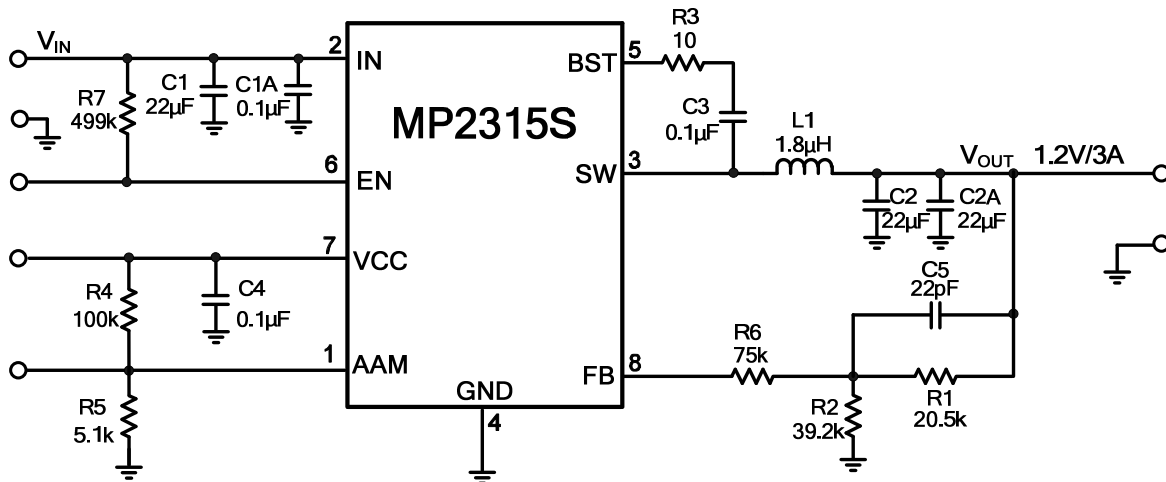 V_IN
2
IN
R7
499k
C1
22μF
C1A
0.1μF
6
EN
7
VCC
R4
100k
C4
0.1μF
1
AAM
R5
5.1k
MP2315S
GND
4
BST
5
R3
10
C3
0.1μF
3
SW
L1
1.8μH
V_OUT
1.2V/3A
C2
22μF
C2A
22μF
C5
22pF
FB
8
R6
75k
R2
39.2k
R1
20.5k